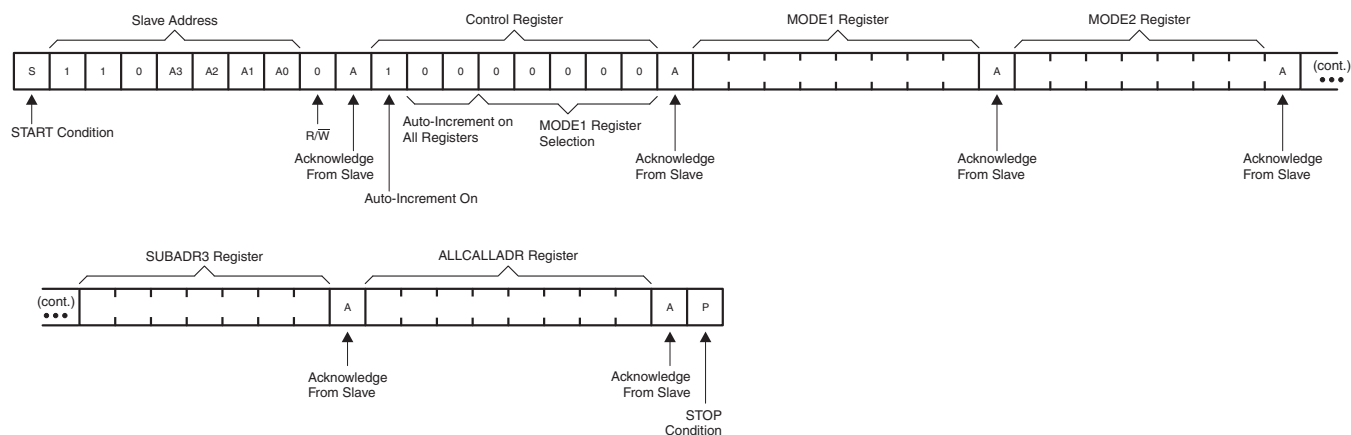 Slave Address
Control Register
MODE1 Register
MODE2 Register
S 1 1 0 A3 A2 A1 A0 0 A 1 0 0 0 0 0 0 0 A A A (cont.)
•••
START Condition
R/W̅
Acknowledge
From Slave
Auto-Increment On
Auto-Increment on
All Registers
MODE1 Register
Selection
Acknowledge
From Slave
Acknowledge
From Slave
Acknowledge
From Slave
SUBADR3 Register
ALLCALLADR Register
(cont.)
••• A A P
Acknowledge
From Slave
Acknowledge
From Slave
STOP
Condition